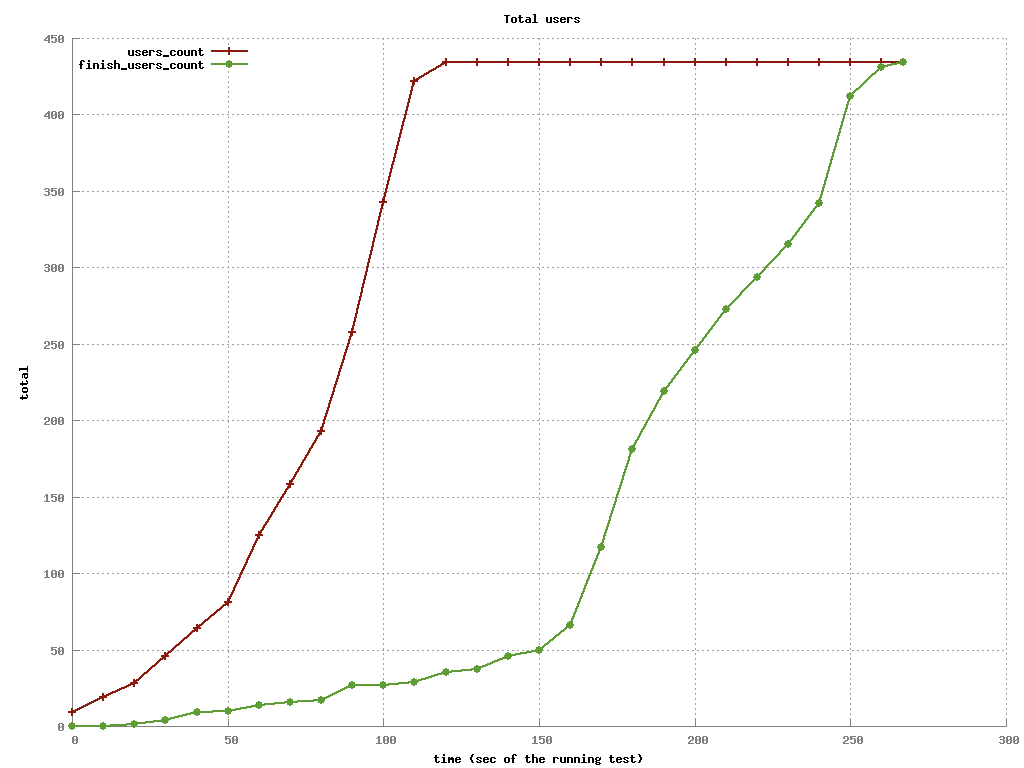 Total users
users_count
finish_users_count
450
400
350
300
250
200
150
100
50
0
total
0 50 100 150 200 250 300
time (sec of the running test)